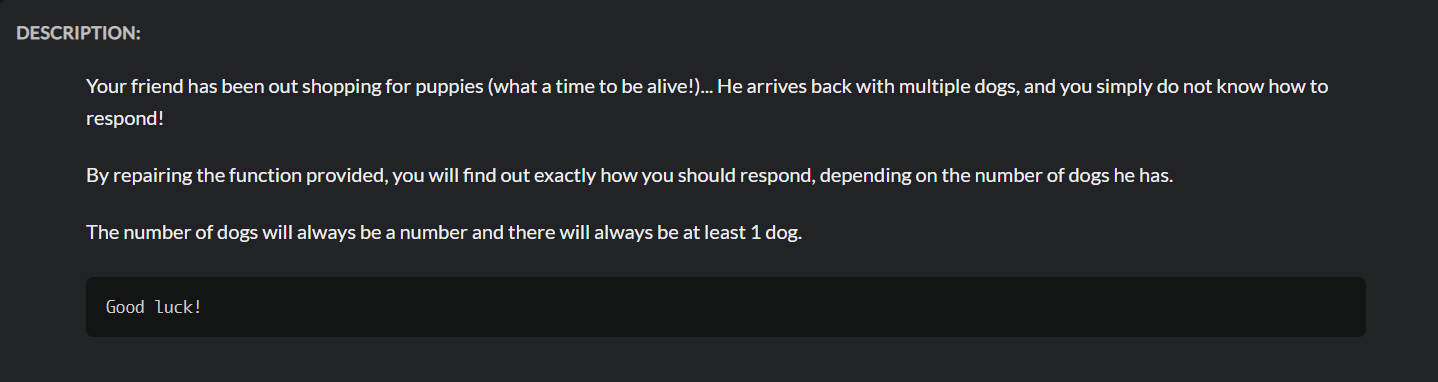 DESCRIPTION:
Your friend has been out shopping for puppies (what a time to be alive!)... He arrives back with multiple dogs, and you simply do not know how to
respond!
By repairing the function provided, you will find out exactly how you should respond, depending on the number of dogs he has.
The number of dogs will always be a number and there will always be at least 1 dog.
Good luck!